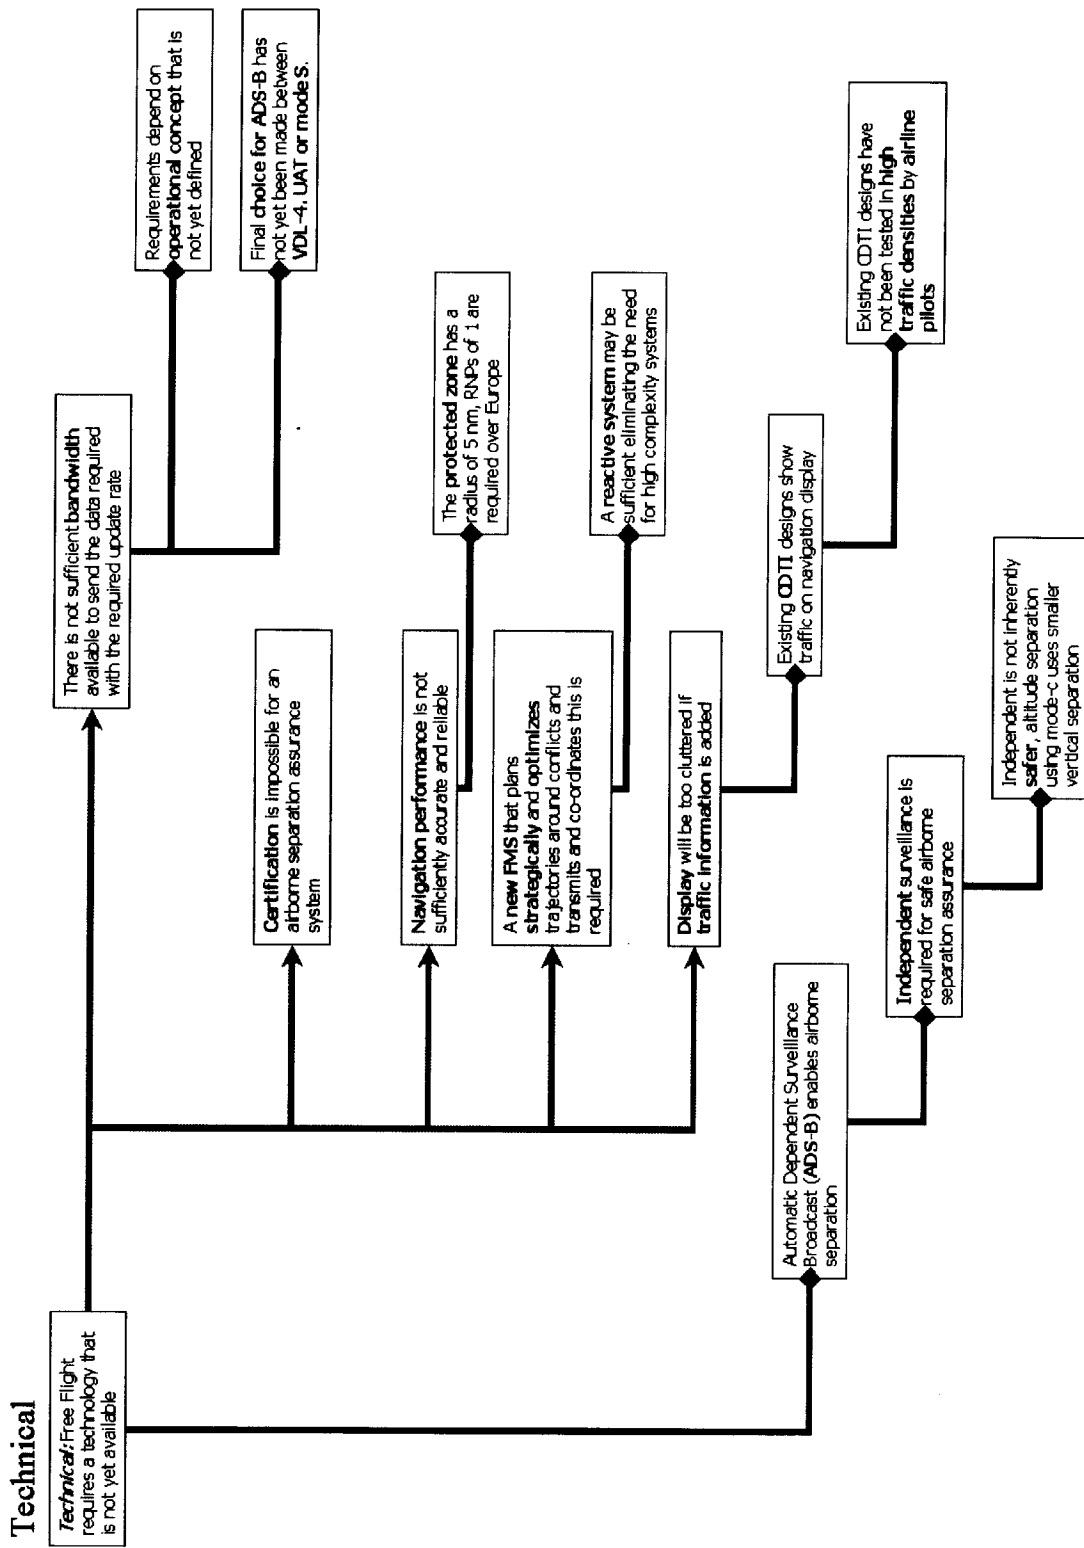 Technical
Technical: Free Flight
requires a technology that
is not yet available
There is not sufficient bandwidth
available to send the data required
with the required update rate
Requirements depend on
operational concept that is
not yet defined
Final choice for ADS-B has
not yet been made between
VDL-4, UAT or mode S.
Certification is impossible for an
airborne separation assurance
system
Navigation performance is not
sufficiently accurate and reliable
The protected zone has a
radius of 5 nm, RNPs of 1 are
required over Europe
A new FMS that plans
strategically and optimizes
trajectories around conflicts and
transmits and co-ordinates this is
required
A reactive system may be
sufficient eliminating the need
for high complexity systems
Display will be too cluttered if
traffic information is added
Existing CDTI designs show
traffic on navigation display
Existing CDTI designs have
not been tested in high
traffic densities by airline
pilots
Automatic Dependent Surveillance
Broadcast (ADS-B) enables airborne
separation
Independent surveillance is
required for safe airborne
separation assurance
Independent is not inherently
safer, altitude separation
using mode-c uses smaller
vertical separation